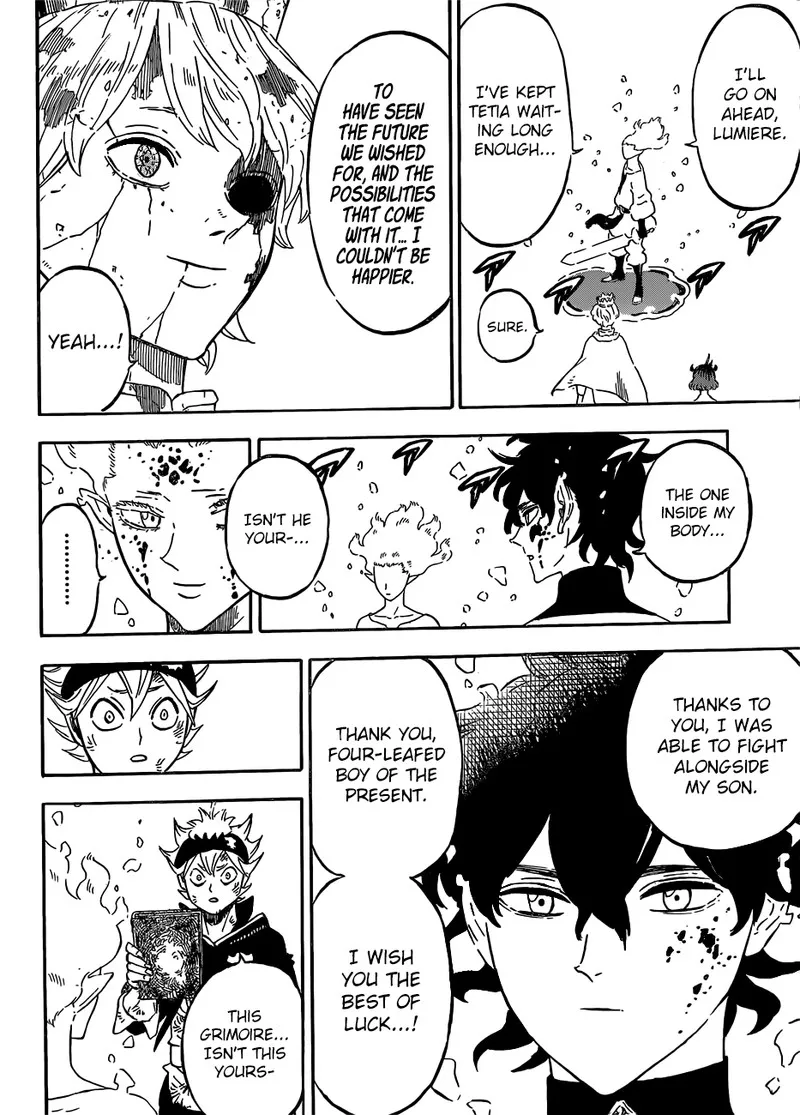 I'LL
GO ON
AHEAD,
LUMIERE.
I'VE KEPT
TETIA WAIT-
ING LONG
ENOUGH...
SURE.
TO
HAVE SEEN
THE FUTURE
WE WISHED
FOR, AND THE
POSSIBILITIES
THAT COME
WITH IT... I
COULDN'T BE
HAPPIER.
YEAH...!
THE ONE
INSIDE MY
BODY...
ISN'T HE
YOUR-...
.........
THANKS TO
YOU, I WAS
ABLE TO FIGHT
ALONGSIDE
MY SON.
THANK YOU,
FOUR-LEAFED
BOY OF THE
PRESENT.
I WISH
YOU THE
BEST OF
LUCK...!
THIS
GRIMOIRE...
ISN'T THIS
YOURS-